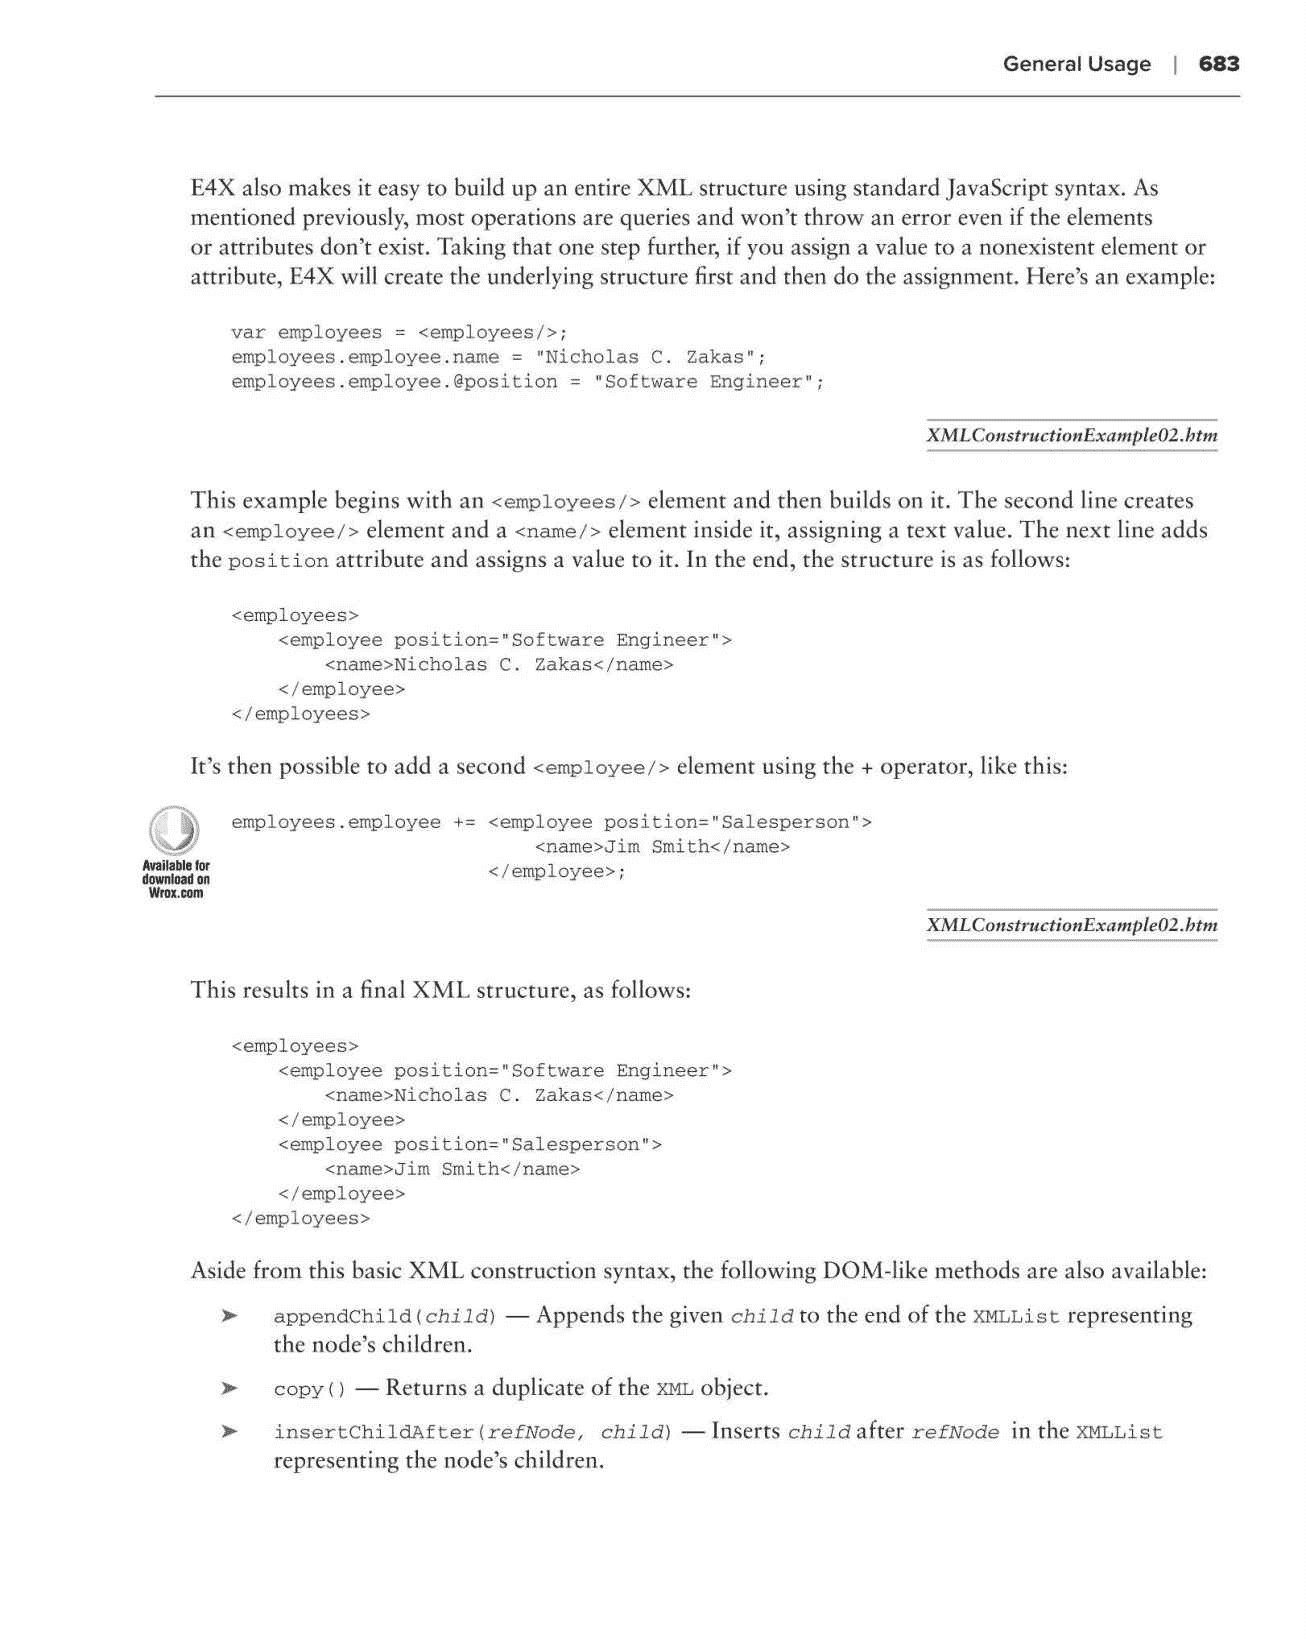 General Usage | 683
E4X also makes it easy to build up an entire XML structure using standard JavaScript syntax. As
mentioned previously, most operations are queries and won't throw an error even if the elements
or attributes don't exist. Taking that one step further, if you assign a value to a nonexistent element or
attribute, E4X will create the underlying structure first and then do the assignment. Here's an example:
var employees = <employees/>;
employees.employee.name = "Nicholas C. Zakas";
employees.employee.@position = "Software Engineer";
XMLConstructionExample02.htm
This example begins with an <employees/> element and then builds on it. The second line creates
an <employee/> element and a <name/> element inside it, assigning a text value. The next line adds
the position attribute and assigns a value to it. In the end, the structure is as follows:
<employees>
    <employee position="Software Engineer">
        <name>Nicholas C. Zakas</name>
    </employee>
</employees>
It's then possible to add a second <employee/> element using the + operator, like this:
employees.employee += <employee position="Salesperson">
                          <name>Jim Smith</name>
                      </employee>;
Available for
download on
Wrox.com
XMLConstructionExample02.htm
This results in a final XML structure, as follows:
<employees>
    <employee position="Software Engineer">
        <name>Nicholas C. Zakas</name>
    </employee>
    <employee position="Salesperson">
        <name>Jim Smith</name>
    </employee>
</employees>
Aside from this basic XML construction syntax, the following DOM-like methods are also available:
➤ appendChild(child) — Appends the given child to the end of the XMLList representing
the node's children.
➤ copy() — Returns a duplicate of the XML object.
➤ insertChildAfter(refNode, child) — Inserts child after refNode in the XMLList
representing the node's children.